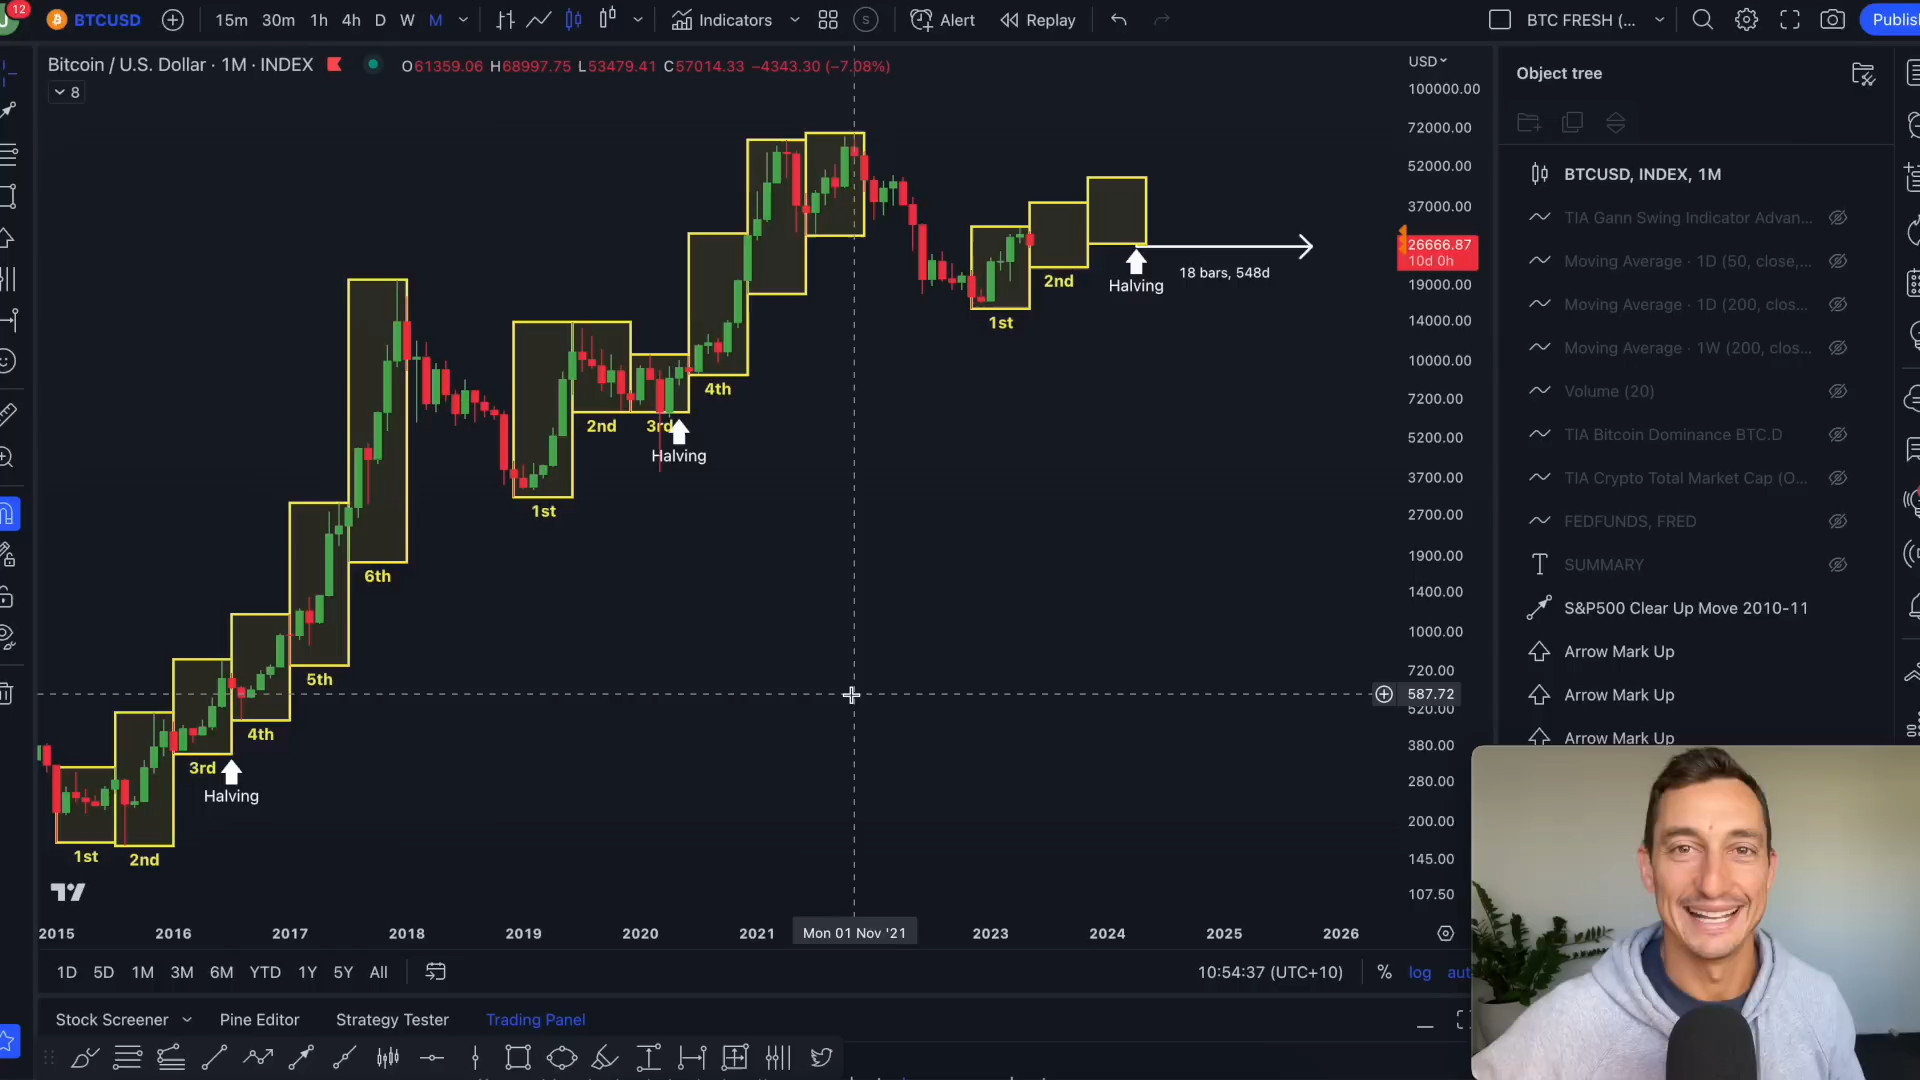 12
BTCUSD 15m 30m 1h 4h D W M Indicators S Alert Replay BTC FRESH (... Publis
Bitcoin / U.S. Dollar · 1M · INDEX O61359.06 H68997.75 L53479.41 C57014.33 −4343.30 (−7.08%)
8
USD
100000.00
72000.00
52000.00
37000.00
26666.87
10d 0h
19000.00
14000.00
10000.00
7200.00
5200.00
3700.00
2700.00
1900.00
1400.00
1000.00
720.00
587.72
520.00
380.00
280.00
200.00
145.00
107.50
1st
2nd
3rd
Halving
4th
5th
6th
1st
2nd
3rd
Halving
4th
1st
2nd
Halving
18 bars, 548d
2015 2016 2017 2018 2019 2020 2021 Mon 01 Nov '21 2023 2024 2025 2026
1D 5D 1M 3M 6M YTD 1Y 5Y All 10:54:37 (UTC+10) % log aut
Stock Screener Pine Editor Strategy Tester Trading Panel
Object tree
BTCUSD, INDEX, 1M
TIA Gann Swing Indicator Advan...
Moving Average · 1D (50, close,...
Moving Average · 1D (200, clos...
Moving Average · 1W (200, clos...
Volume (20)
TIA Bitcoin Dominance BTC.D
TIA Crypto Total Market Cap (O...
FEDFUNDS, FRED
SUMMARY
S&P500 Clear Up Move 2010-11
Arrow Mark Up
Arrow Mark Up
Arrow Mark Up